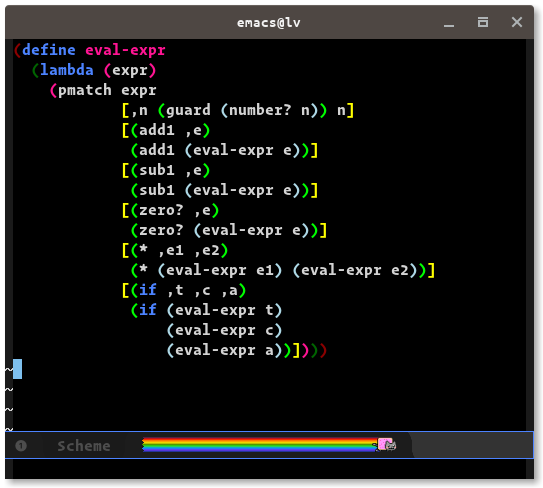 emacs@lv
(define eval-expr
  (lambda (expr)
    (pmatch expr
            [,n (guard (number? n)) n]
            [(add1 ,e)
             (add1 (eval-expr e))]
            [(sub1 ,e)
             (sub1 (eval-expr e))]
            [(zero? ,e)
             (zero? (eval-expr e))]
            [(* ,e1 ,e2)
             (* (eval-expr e1) (eval-expr e2))]
            [(if ,t ,c ,a)
             (if (eval-expr t)
                 (eval-expr c)
                 (eval-expr a))])))
~
~
~
~
1 Scheme